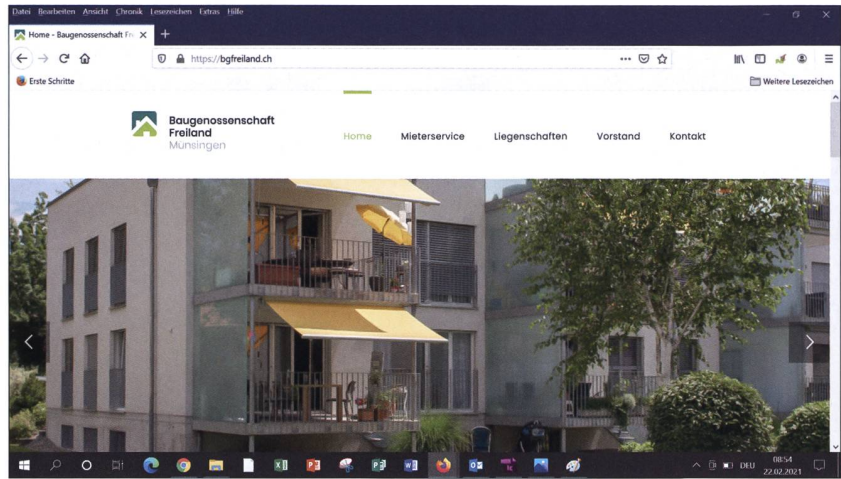 Datei Bearbeiten Ansicht Chronik Lesezeichen Extras Hilfe
Home – Baugenossenschaft Fr
https://bgfreiland.ch
Erste Schritte
Weitere Lesezeichen
Baugenossenschaft
Freiland
Münsingen
Home Mieterservice Liegenschaften Vorstand Kontakt
DEU
08:54
22.02.2021